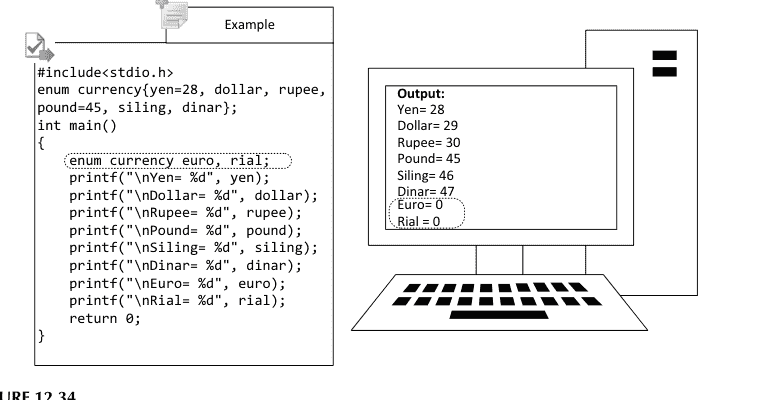 Example
#include<stdio.h>
enum currency{yen=28, dollar, rupee,
pound=45, siling, dinar};
int main()
{
enum currency euro, rial;
printf("\nYen= %d", yen);
printf("\nDollar= %d", dollar);
printf("\nRupee= %d", rupee);
printf("\nPound= %d", pound);
printf("\nSiling= %d", siling);
printf("\nDinar= %d", dinar);
printf("\nEuro= %d", euro);
printf("\nRial= %d", rial);
return 0;
}
Output:
Yen= 28
Dollar= 29
Rupee= 30
Pound= 45
Siling= 46
Dinar= 47
Euro= 0
Rial = 0
URE 12.34